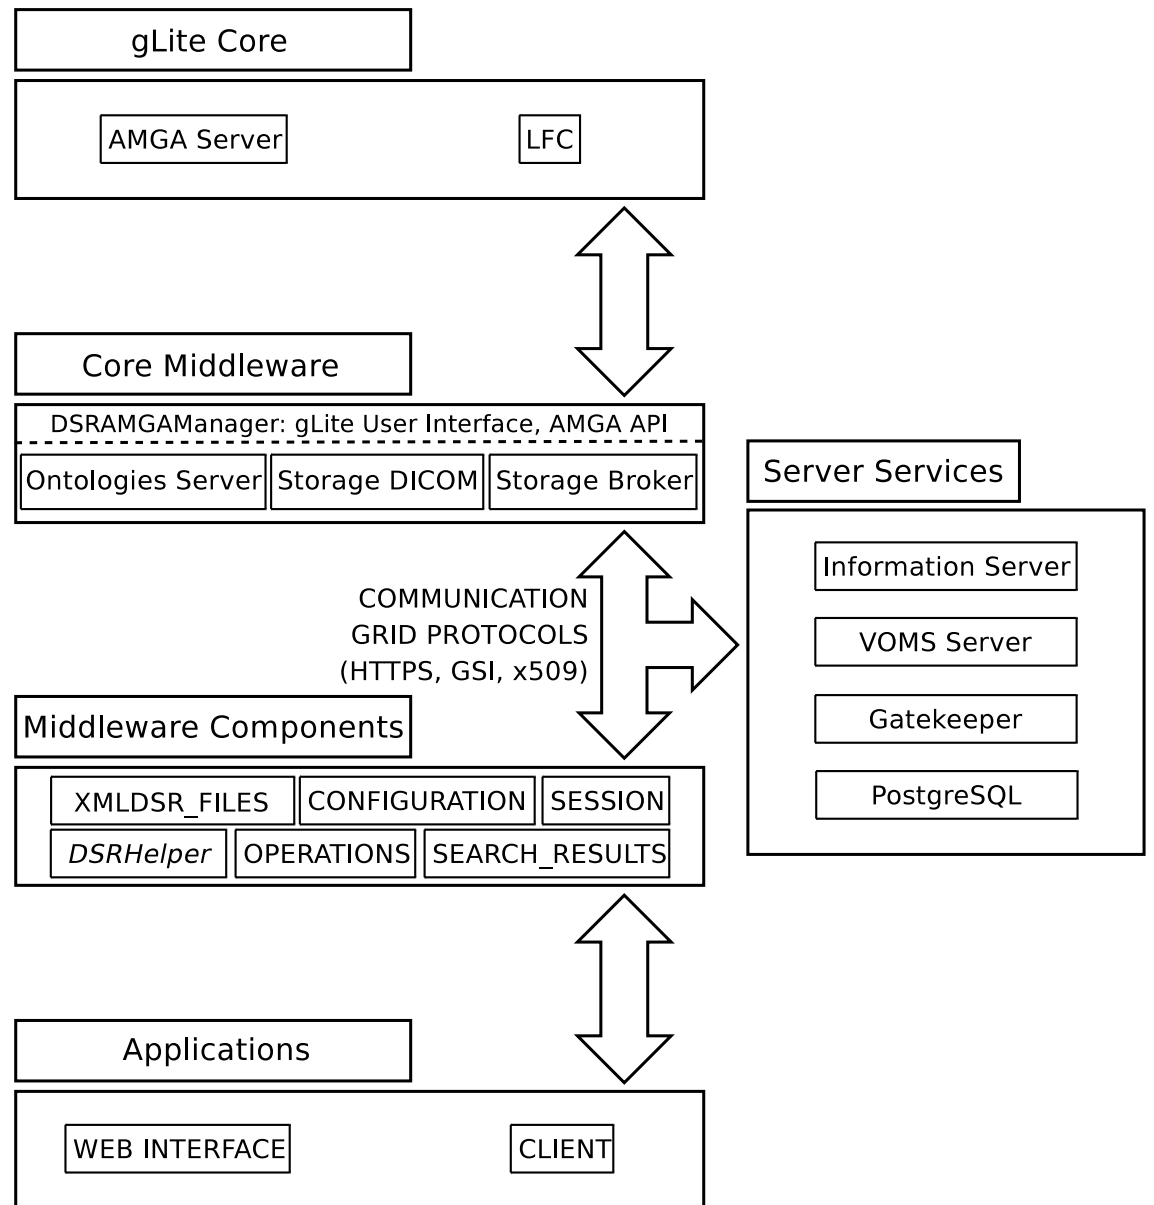 gLite Core
AMGA Server
LFC
Core Middleware
DSRAMGAManager: gLite User Interface, AMGA API
Ontologies Server
Storage DICOM
Storage Broker
Server Services
Information Server
VOMS Server
Gatekeeper
PostgreSQL
COMMUNICATION
GRID PROTOCOLS
(HTTPS, GSI, x509)
Middleware Components
XMLDSR_FILES
CONFIGURATION
SESSION
DSRHelper
OPERATIONS
SEARCH_RESULTS
Applications
WEB INTERFACE
CLIENT